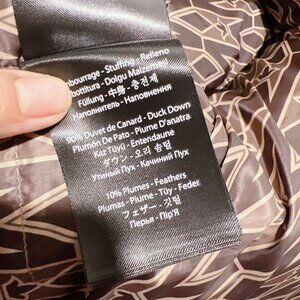 Rembourrage - Stuffing - Relleno
Imbottitura - Dolgu Malzemesi
Füllung - 中身 - 충전재
Наполнитель - Наповнення
90% Duvet de Canard - Duck Down
Plumón De Pato - Piume D'anatra
Kaz Tüyü - Entendaune
ダウン - 오리 솜털
Утиный Пух - Качиний Пух
10% Plumes - Feathers
Plumas - Piume - Tüy - Feder
フェザー - 깃털
Перья - Пір'я